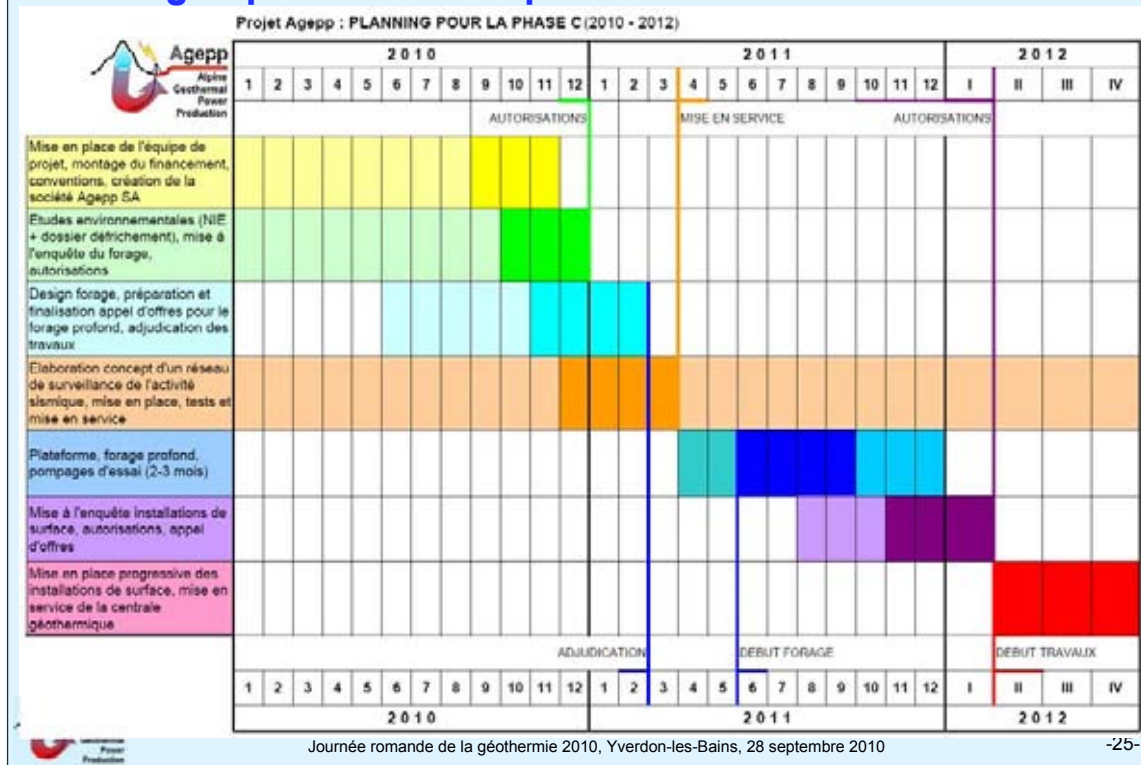 Projet Agepp : PLANNING POUR LA PHASE C (2010 - 2012)
Agepp
Alpine
Geothermal
Power
Production
2010 2011 2012
1 2 3 4 5 6 7 8 9 10 11 12 1 2 3 4 5 6 7 8 9 10 11 12 I II III IV
AUTORISATIONS MISE EN SERVICE AUTORISATIONS
Mise en place de l'équipe de
projet, montage du financement,
conventions, création de la
société Agepp SA
Etudes environnementales (NIE
+ dossier défrichement), mise à
l'enquête du forage,
autorisations
Design forage, préparation et
finalisation appel d'offres pour le
forage profond, adjudication des
travaux
Elaboration concept d'un réseau
de surveillance de l'activité
sismique, mise en place, tests et
mise en service
Plateforme, forage profond,
pompages d'essai (2-3 mois)
Mise à l'enquête installations de
surface, autorisations, appel
d'offres
Mise en place progressive des
installations de surface, mise en
service de la centrale
géothermique
ADJUDICATION DEBUT FORAGE DEBUT TRAVAUX
1 2 3 4 5 6 7 8 9 10 11 12 1 2 3 4 5 6 7 8 9 10 11 12 I II III IV
2010 2011 2012
Power
Production
Journée romande de la géothermie 2010, Yverdon-les-Bains, 28 septembre 2010
-25-